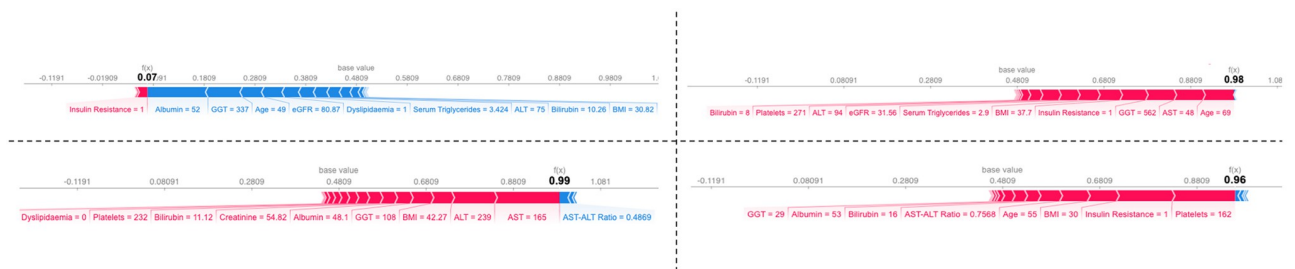 base value
f(x)
-0.1191 -0.01909 0.07 091 0.1809 0.2809 0.3809 0.4809 0.5809 0.6809 0.7809 0.8809 0.9809 1.(
Insulin Resistance = 1 Albumin = 52 GGT = 337 Age = 49 eGFR = 80.87 Dyslipidaemia = 1 Serum Triglycerides = 3.424 ALT = 75 Bilirubin = 10.26 BMI = 30.82
base value f(x)
-0.1191 0.08091 0.2809 0.4809 0.6809 0.8809 0.98 1.08
Bilirubin = 8 Platelets = 271 ALT = 94 eGFR = 31.56 Serum Triglycerides = 2.9 BMI = 37.7 Insulin Resistance = 1 GGT = 562 AST = 48 Age = 69
base value f(x)
-0.1191 0.08091 0.2809 0.4809 0.6809 0.8809 0.99 1.081
Dyslipidaemia = 0 Platelets = 232 Bilirubin = 11.12 Creatinine = 54.82 Albumin = 48.1 GGT = 108 BMI = 42.27 ALT = 239 AST = 165 AST-ALT Ratio = 0.4869
base value f(x)
-0.1191 0.08091 0.2809 0.4809 0.6809 0.8809 0.96 1.081
GGT = 29 Albumin = 53 Bilirubin = 16 AST-ALT Ratio = 0.7568 Age = 55 BMI = 30 Insulin Resistance = 1 Platelets = 162